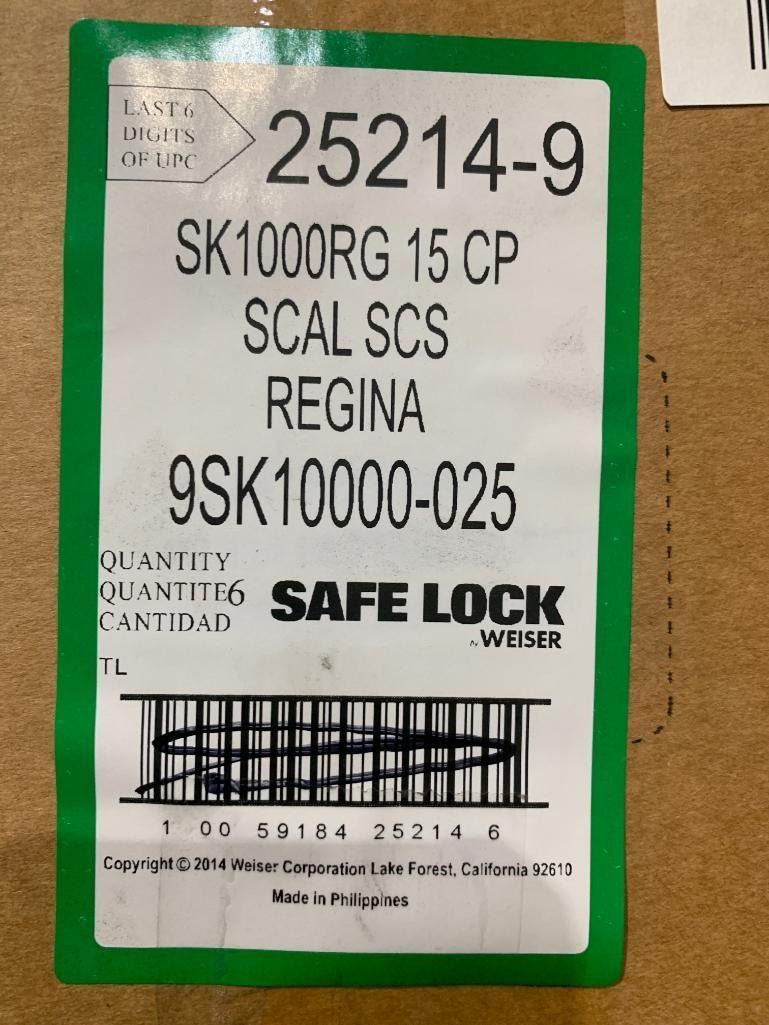 LAST 6
DIGITS
OF UPC
25214-9
SK1000RG 15 CP
SCAL SCS
REGINA
9SK10000-025
QUANTITY
QUANTITE6
CANTIDAD
SAFE LOCK
BY WEISER
TL
1 00 59184 25214 6
Copyright © 2014 Weiser Corporation Lake Forest, California 92610
Made in Philippines